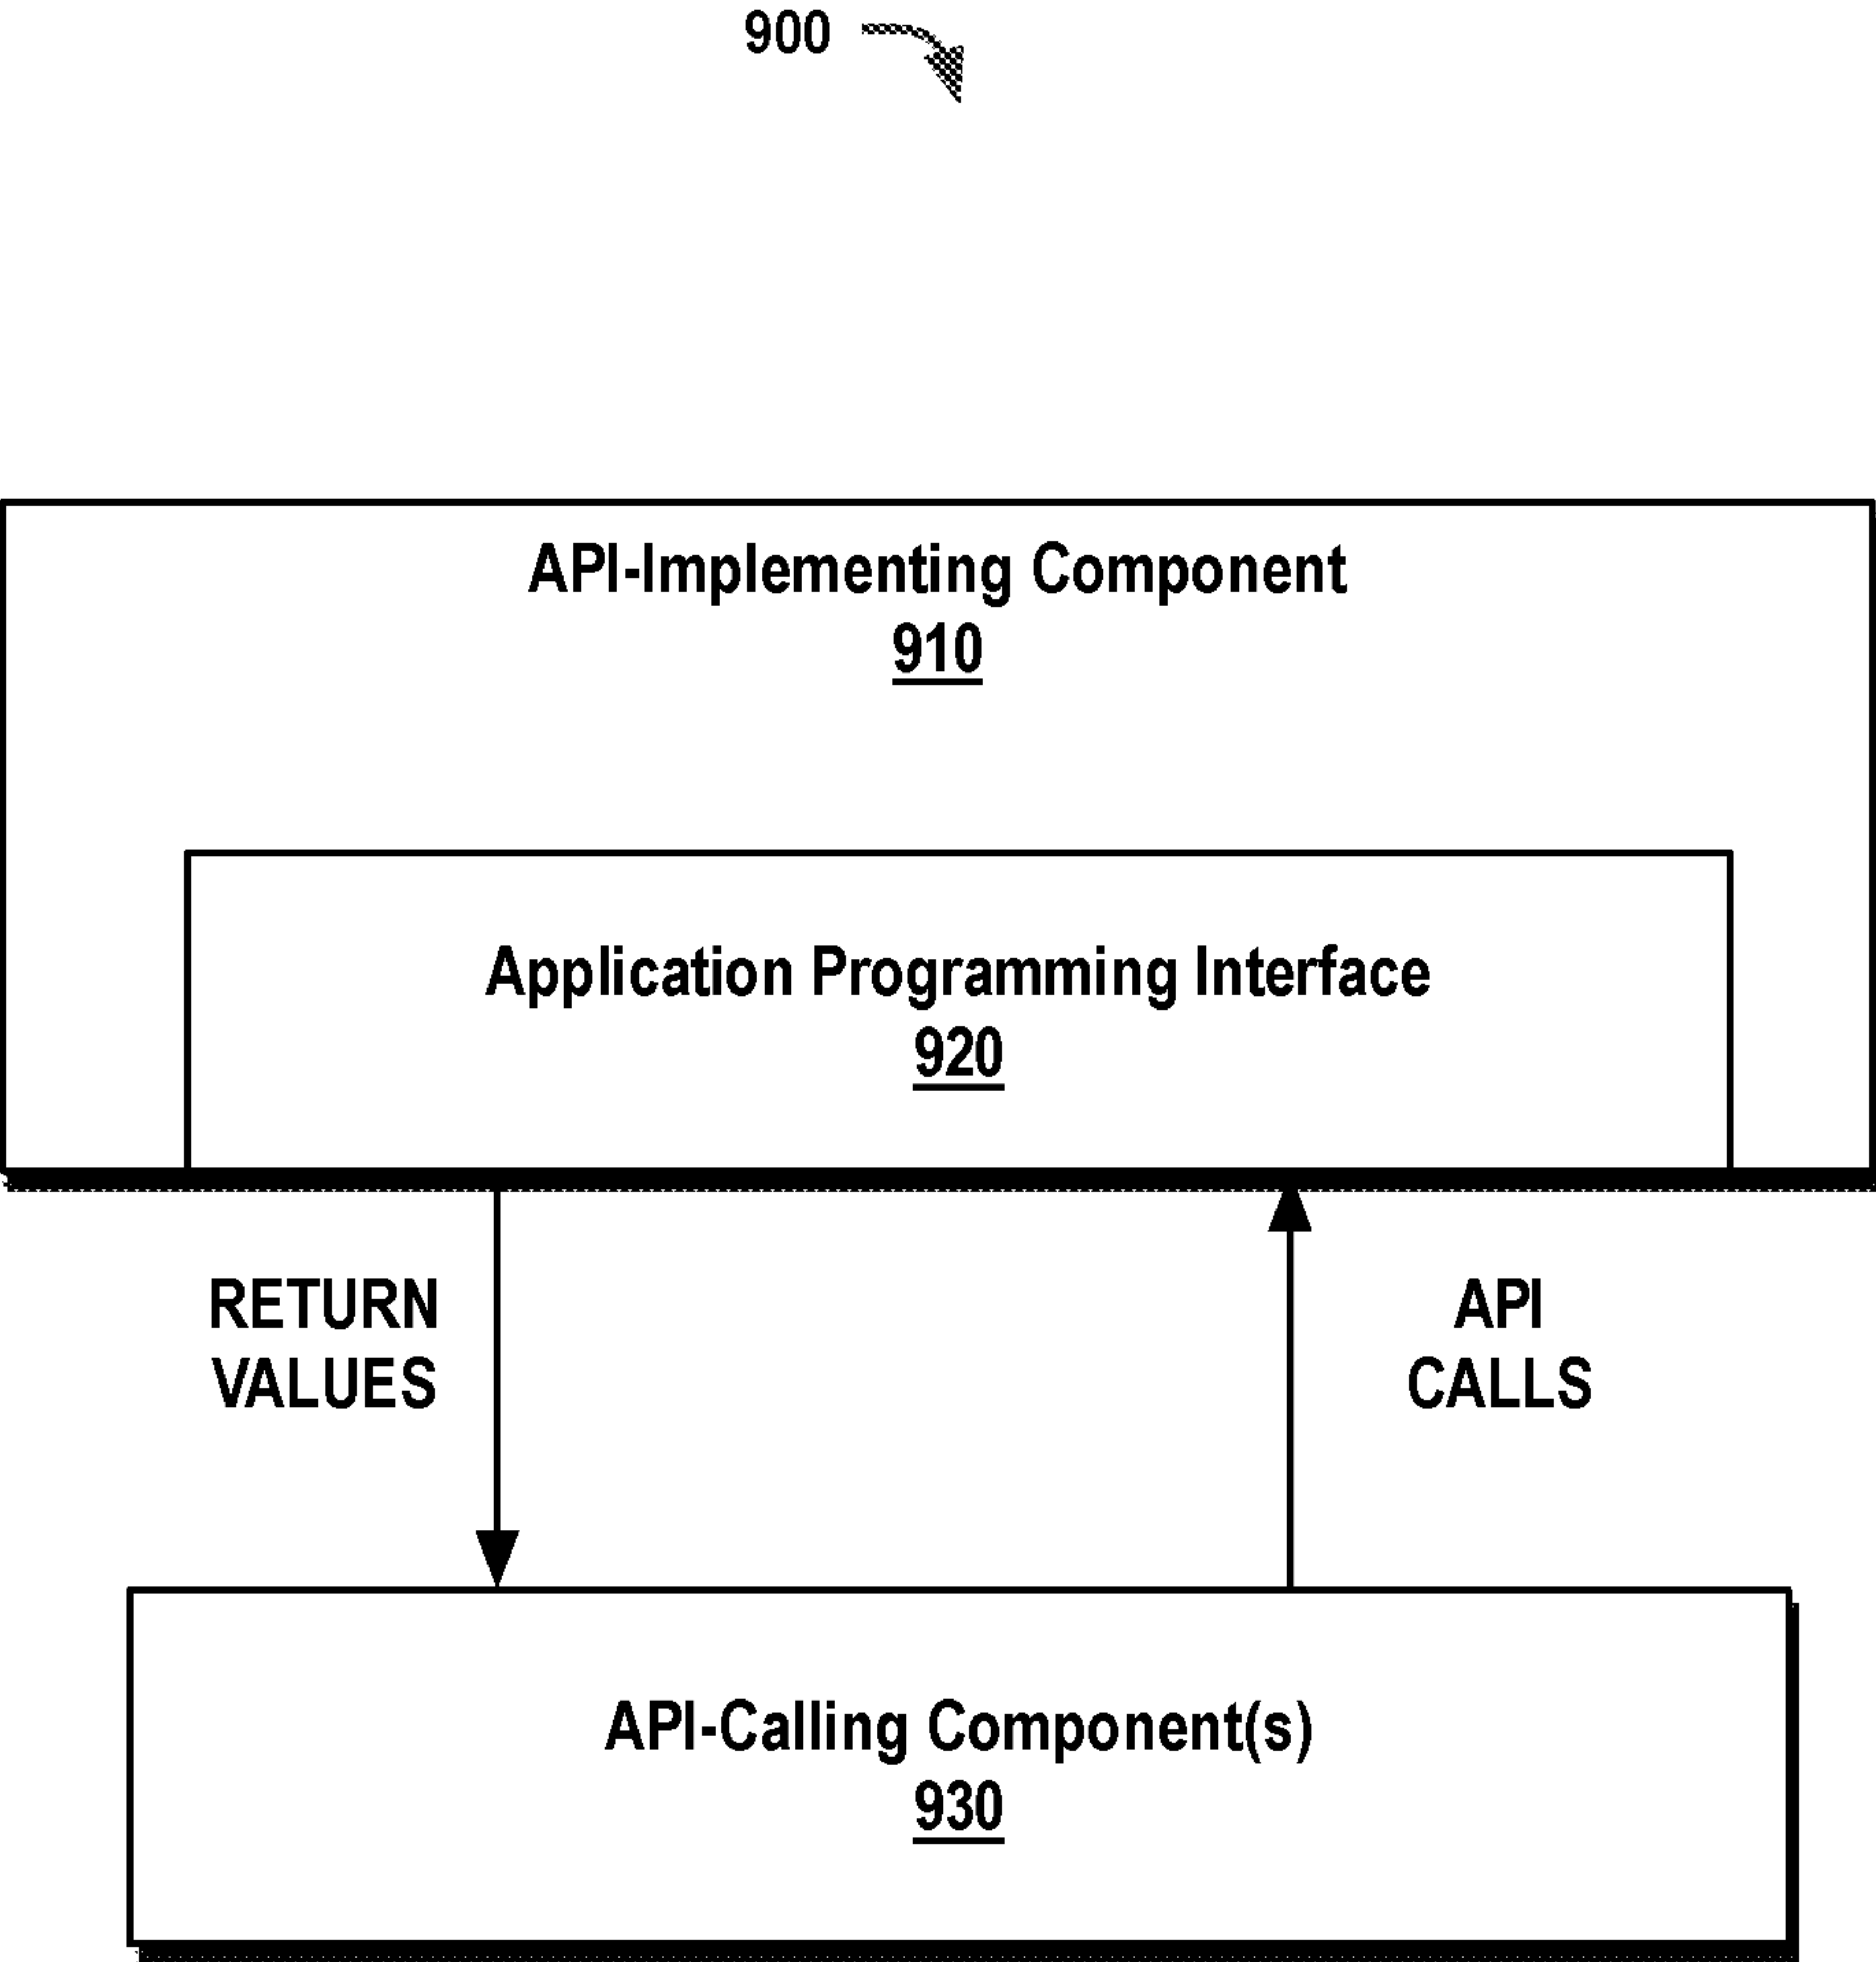 900
API-Implementing Component
910
Application Programming Interface
920
RETURN
VALUES
API
CALLS
API-Calling Component(s)
930